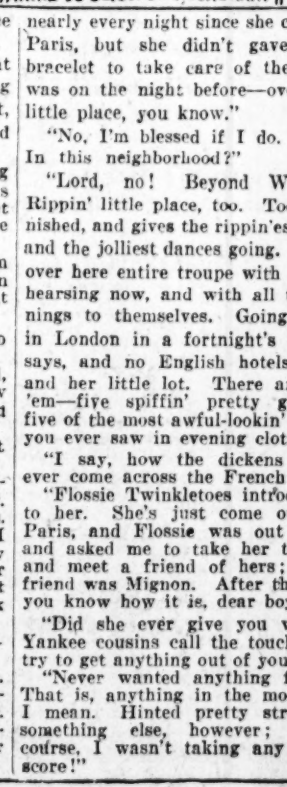 nearly every night since she c
Paris, but she didn't gave
bracelet to take care of the
was on the night before—ov
little place, you know."
"No, I'm blessed if I do.
In this neighborhood?"
"Lord, no! Beyond W
Rippin' little place, too. To
nished, and gives the rippin'es
and the jolliest dances going.
over here entire troupe with
hearsing now, and with all t
nings to themselves. Going
in London in a fortnight's
says, and no English hotels
and her little lot. There a
'em—five spiffin' pretty g
five of the most awful-lookin'
you ever saw in evening clot
"I say, how the dickens
ever come across the French
"Flossie Twinkletoes introd
to her. She's just come o
Paris, and Flossie was out
and asked me to take her t
and meet a friend of hers;
friend was Mignon. After th
you know how it is, dear bo
"Did she ever give you w
Yankee cousins call the touc
try to get anything out of you
"Never wanted anything f
That is, anything in the mo
I mean. Hinted pretty str
something else, however;
course, I wasn't taking any
score!"